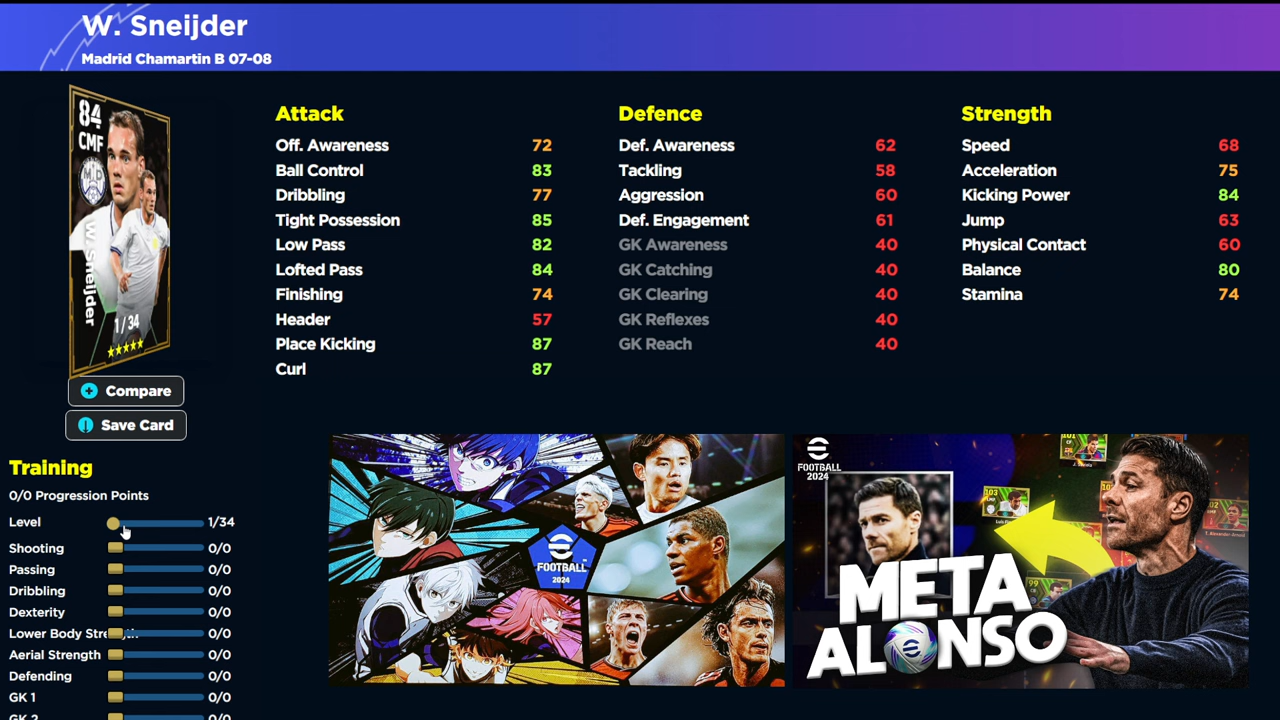 W. Sneijder
Madrid Chamartin B 07-08
84
CMF
W. Sneijder
1 / 34
Compare
Save Card
Attack
Off. Awareness 72
Ball Control 83
Dribbling 77
Tight Possession 85
Low Pass 82
Lofted Pass 84
Finishing 74
Header 57
Place Kicking 87
Curl 87
Defence
Def. Awareness 62
Tackling 58
Aggression 60
Def. Engagement 61
GK Awareness 40
GK Catching 40
GK Clearing 40
GK Reflexes 40
GK Reach 40
Strength
Speed 68
Acceleration 75
Kicking Power 84
Jump 63
Physical Contact 60
Balance 80
Stamina 74
Training
0/0 Progression Points
Level 1/34
Shooting 0/0
Passing 0/0
Dribbling 0/0
Dexterity 0/0
Lower Body 0/0
Aerial Strength 0/0
Defending 0/0
GK 1 0/0
GK 2 0/0
FOOTBALL
2024
FOOTBALL
2024
103
99
META
ALONSO